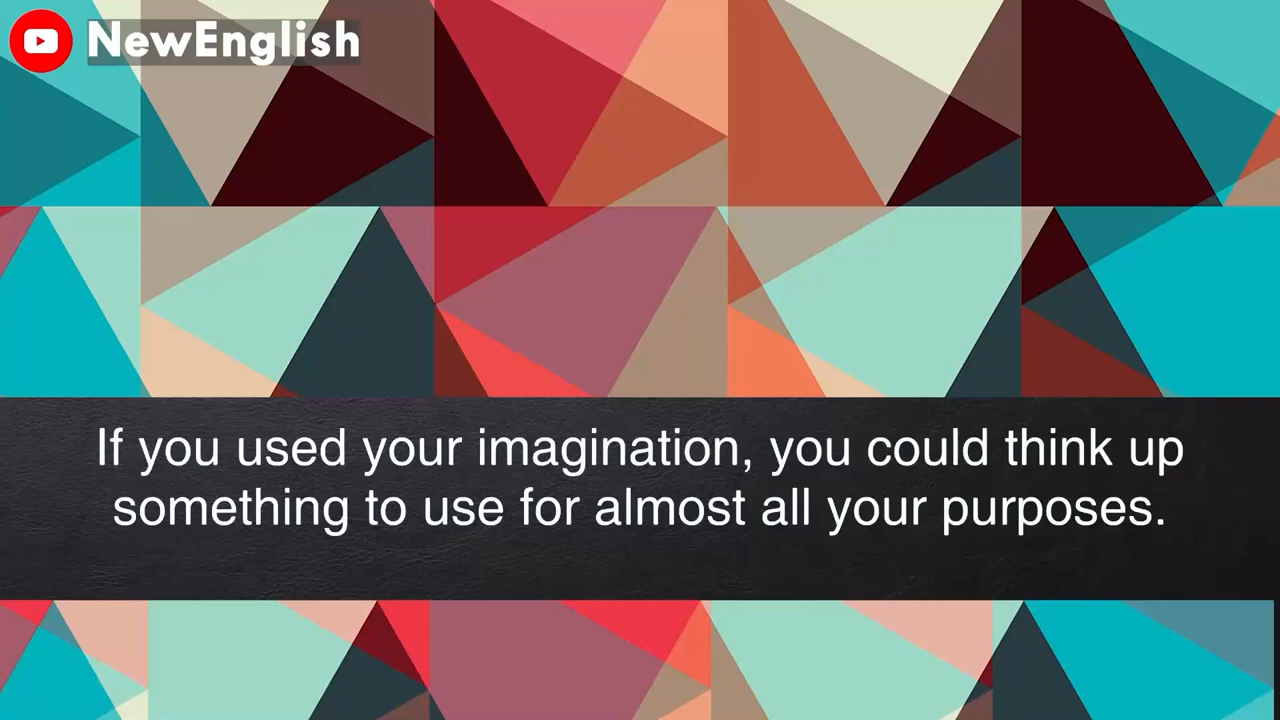 NewEnglish
If you used your imagination, you could think up
something to use for almost all your purposes.